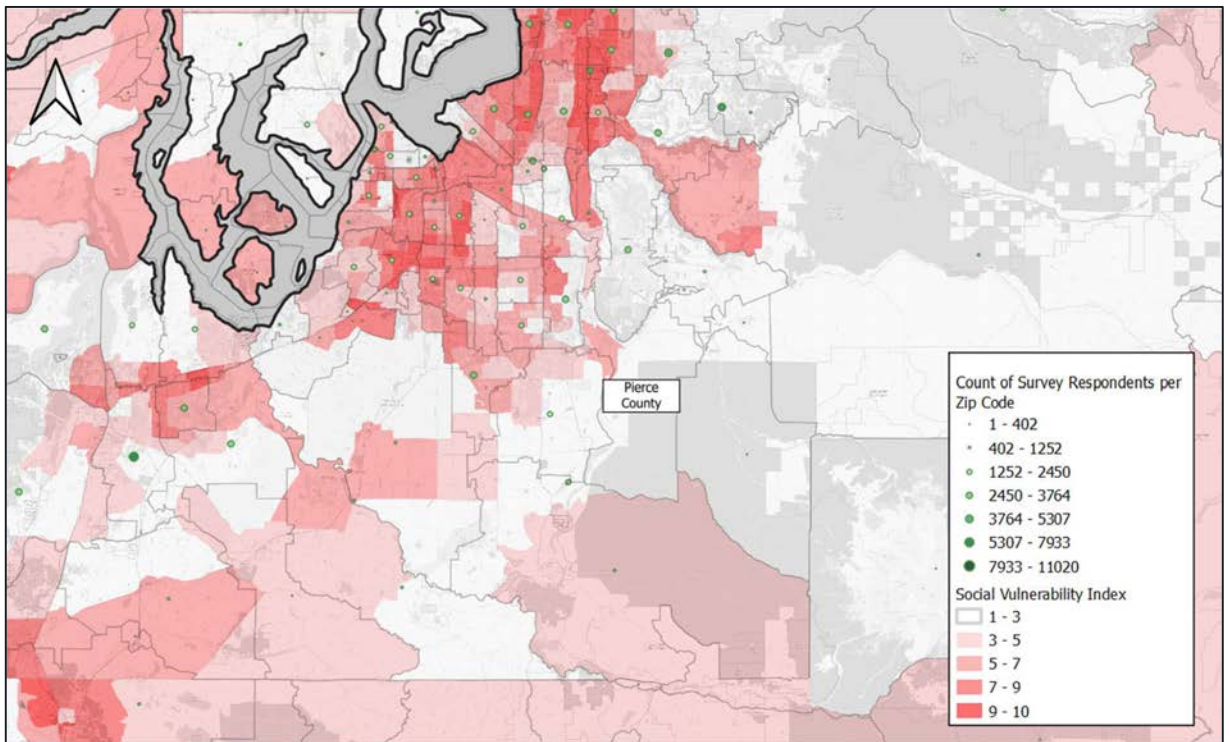 Pierce
County
Count of Survey Respondents per
Zip Code
1 - 402
402 - 1252
1252 - 2450
2450 - 3764
3764 - 5307
5307 - 7933
7933 - 11020
Social Vulnerability Index
1 - 3
3 - 5
5 - 7
7 - 9
9 - 10